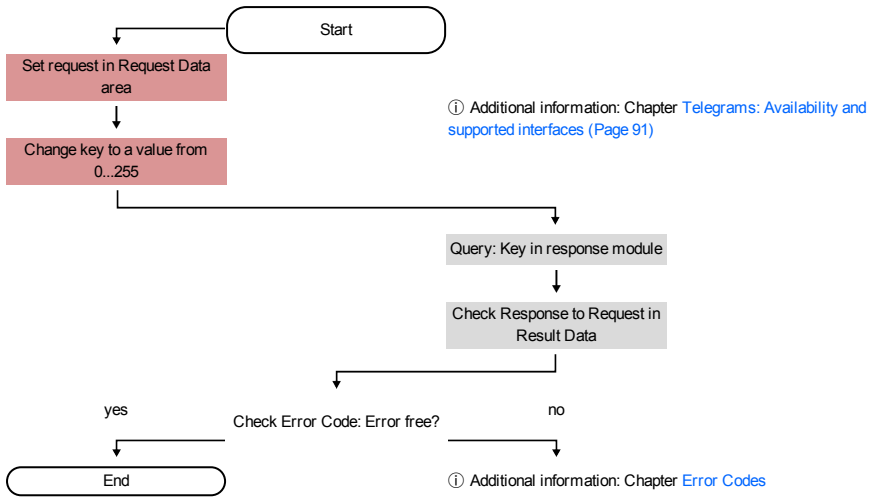 Start
Set request in Request Data
area
ⓘ Additional information: Chapter Telegrams: Availability and
supported interfaces (Page 91)
Change key to a value from
0...255
Query: Key in response module
Check Response to Request in
Result Data
yes
Check Error Code: Error free?
no
End
ⓘ Additional information: Chapter Error Codes